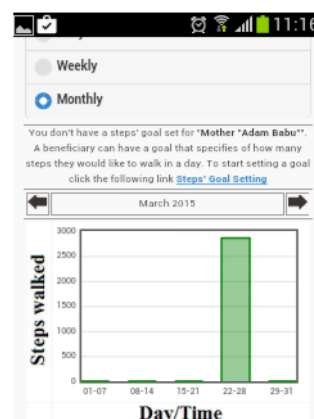 11:16
Weekly
Monthly
You don't have a steps' goal set for "Mother "Adam Babu"".
A beneficiary can have a goal that specifies of how many
steps they would like to walk in a day. To start setting a goal
click the following link Steps' Goal Setting
March 2015
Steps walked
3000
2500
2000
1500
1000
500
0
01-07 08-14 15-21 22-28 29-31
Day/Time